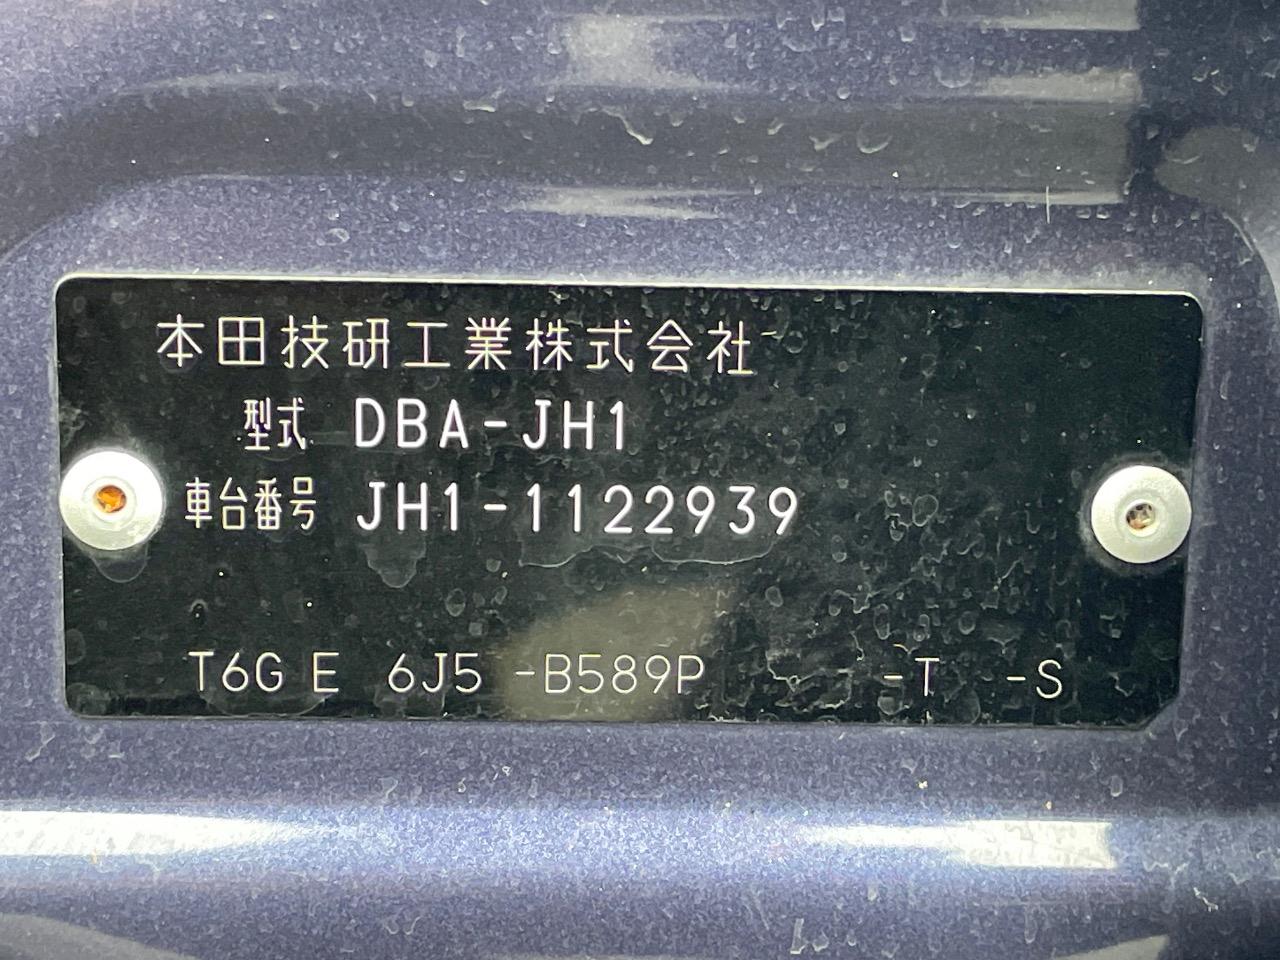 本田技研工業株式会社
型式 DBA-JH1
車台番号 JH1-1122939
T6G E 6J5 -B589P -T -S